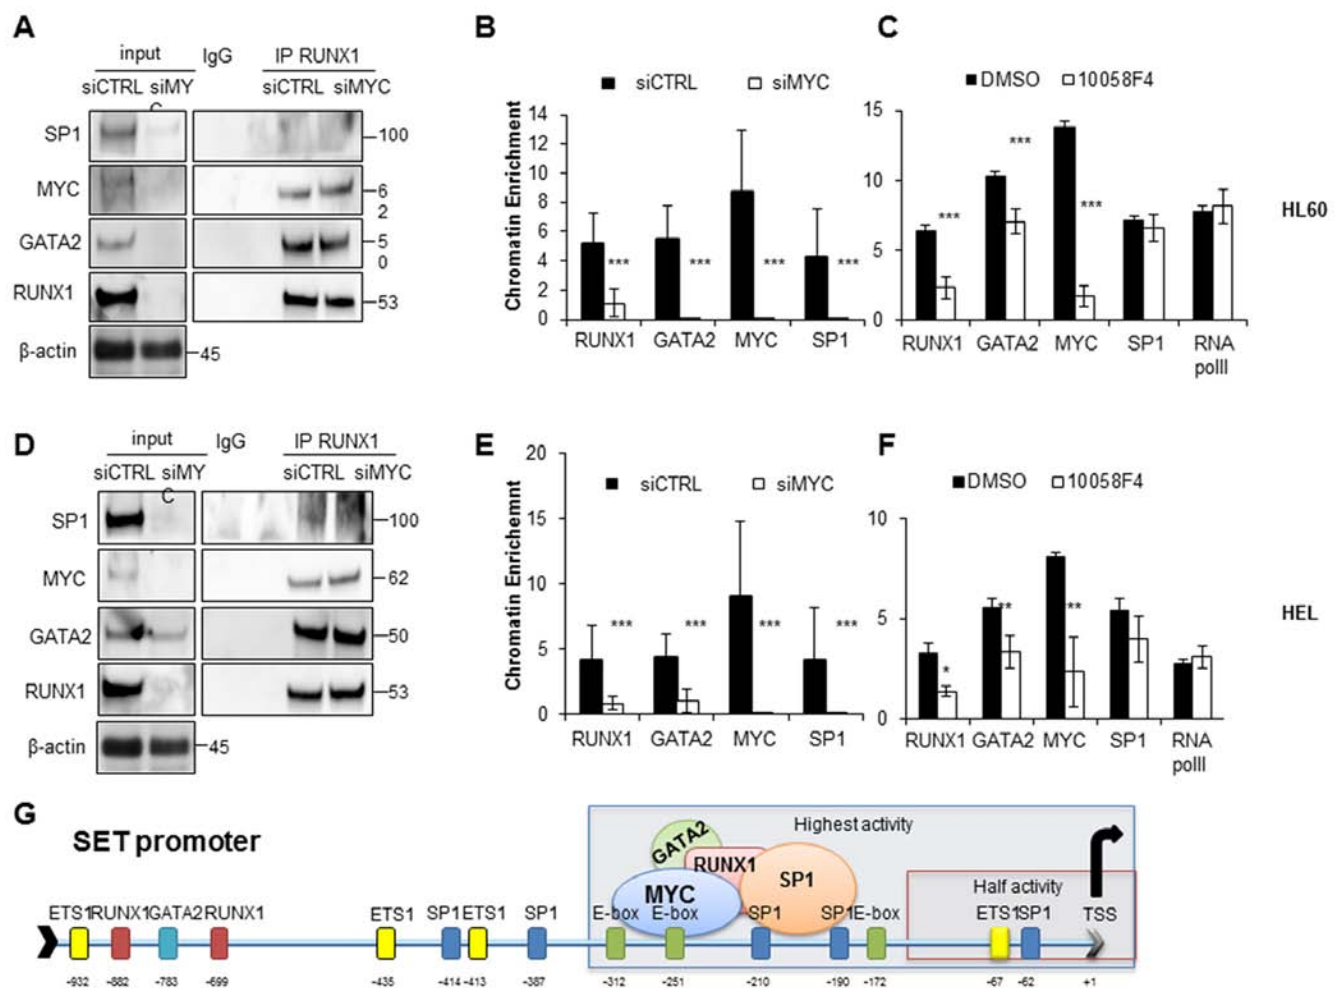 A
input
IgG
IP RUNX1
siCTRL siMY
C
siCTRL siMYC
SP1
100
MYC
6
2
GATA2
5
0
RUNX1
53
β-actin
45
B
siCTRL
siMYC
Chromatin Enrichment
14
12
10
8
6
4
2
0
***
***
***
***
RUNX1
GATA2
MYC
SP1
C
DMSO
10058F4
15
10
5
0
***
***
***
RUNX1
GATA2
MYC
SP1
RNA
polII
HL60
D
input
IgG
IP RUNX1
siCTRL siMY
C
siCTRL siMYC
SP1
100
MYC
62
GATA2
50
RUNX1
53
β-actin
45
E
siCTRL
siMYC
Chromatin Enrichemnt
20
15
10
5
0
***
***
***
***
RUNX1
GATA2
MYC
SP1
F
DMSO
10058F4
10
5
0
*
**
**
RUNX1
GATA2
MYC
SP1
RNA
polII
HEL
G
SET promoter
Highest activity
GATA2
RUNX1
MYC
SP1
Half activity
ETS1 RUNX1 GATA2 RUNX1 ETS1 SP1 ETS1 SP1 E-box E-box SP1 SP1 E-box ETS1 SP1 TSS
-932 -882 -783 -699 -435 -414 -413 -387 -312 -251 -210 -190 -172 -67 -62 +1